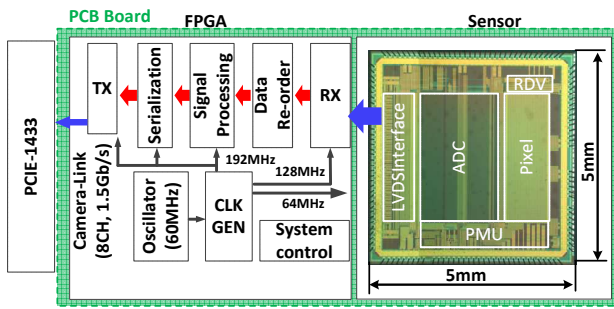 PCB Board
FPGA
Sensor
PCIE-1433
TX
Serialization
Signal
Processing
Data
Re-order
RX
RDV
LVDSInterface
ADC
Pixel
PMU
5mm
5mm
192MHz
128MHz
64MHz
Camera-Link
(8CH, 1.5Gb/s)
Oscillator
(60MHz)
CLK
GEN
System
control